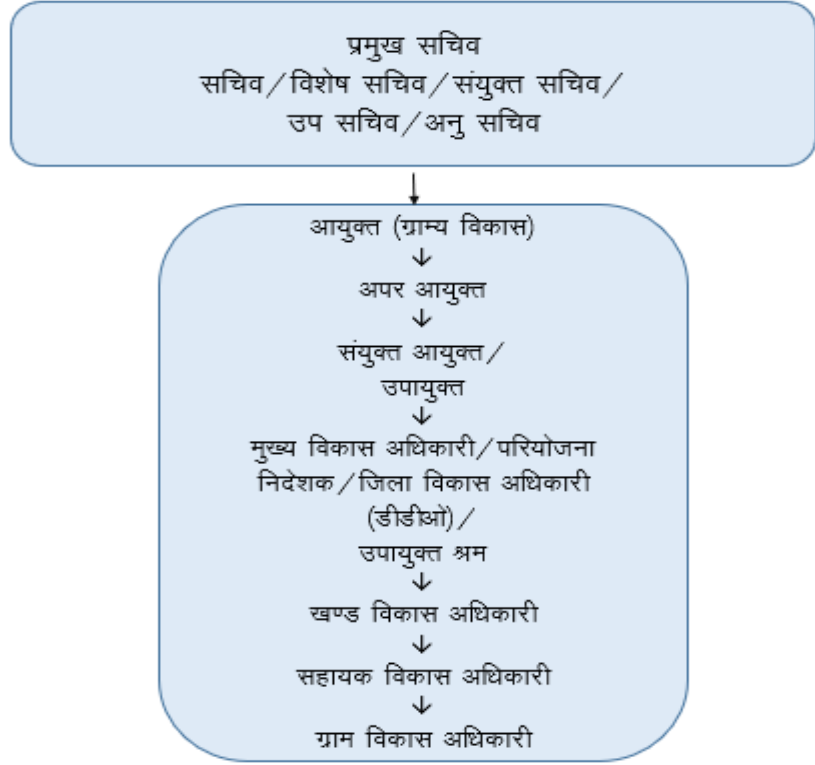 प्रमुख सचिव
सचिव/विशेष सचिव/संयुक्त सचिव/
उप सचिव/अनु सचिव
आयुक्त (ग्राम्य विकास)
अपर आयुक्त
संयुक्त आयुक्त/
उपायुक्त
मुख्य विकास अधिकारी/परियोजना
निदेशक/जिला विकास अधिकारी
(डीडीओ)/
उपायुक्त श्रम
खण्ड विकास अधिकारी
सहायक विकास अधिकारी
ग्राम विकास अधिकारी